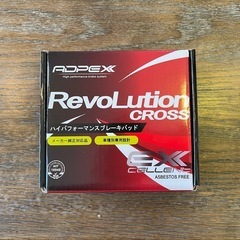 ADPEX
High performance brake system
RevoLution
CROSS
ハイパフォーマンスブレーキパッド
メーカー純正対応品
車種別専用設計
EX
CELLENT
ASBESTOS FREE